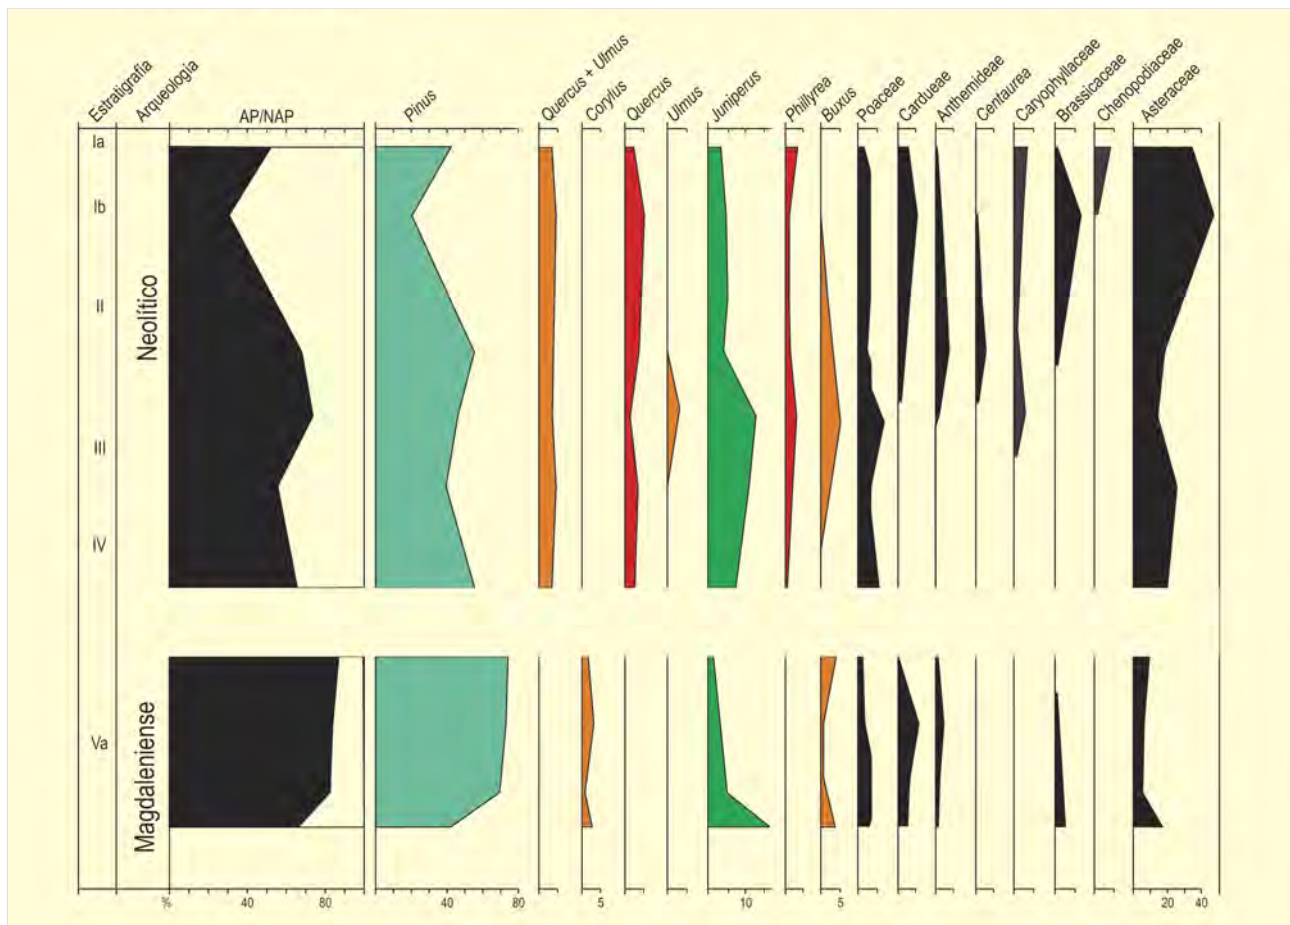 Estratigrafía
Arqueologia
AP/NAP
Pinus
Quercus + Ulmus
Corylus
Quercus
Ulmus
Juniperus
Phillyrea
Buxus
Poaceae
Cardueae
Anthemideae
Centaurea
Caryophyllaceae
Brassicaceae
Chenopodiaceae
Asteraceae
Ia
Ib
II
III
IV
Va
Neolítico
Magdaleniense
% 40 80 40 80 5 10 5 20 40